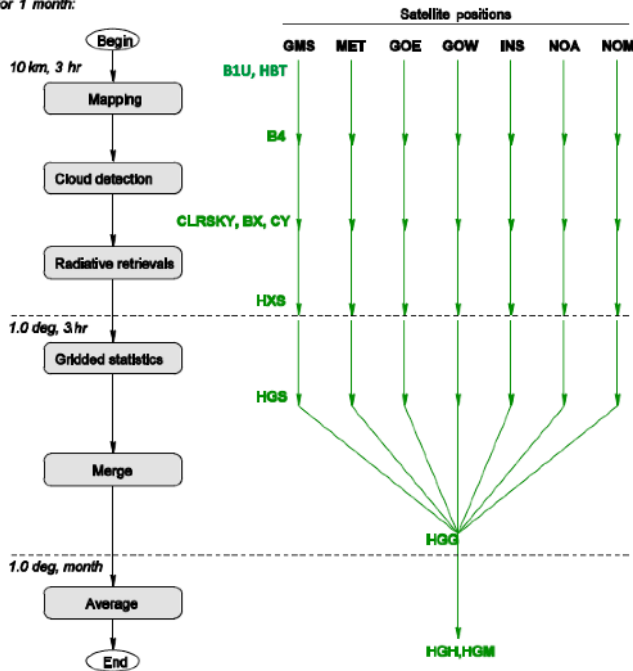 or 1 month:
Satellite positions
Begin
GMS MET GOE GOW INS NOA NOM
10 km, 3 hr
B1U, HBT
Mapping
B4
Cloud detection
CLRSKY, BX, CY
Radiative retrievals
HXS
1.0 deg, 3.hr
Gridded statistics
HGS
Merge
HGG
1.0 deg, month
Average
HGH,HGM
End